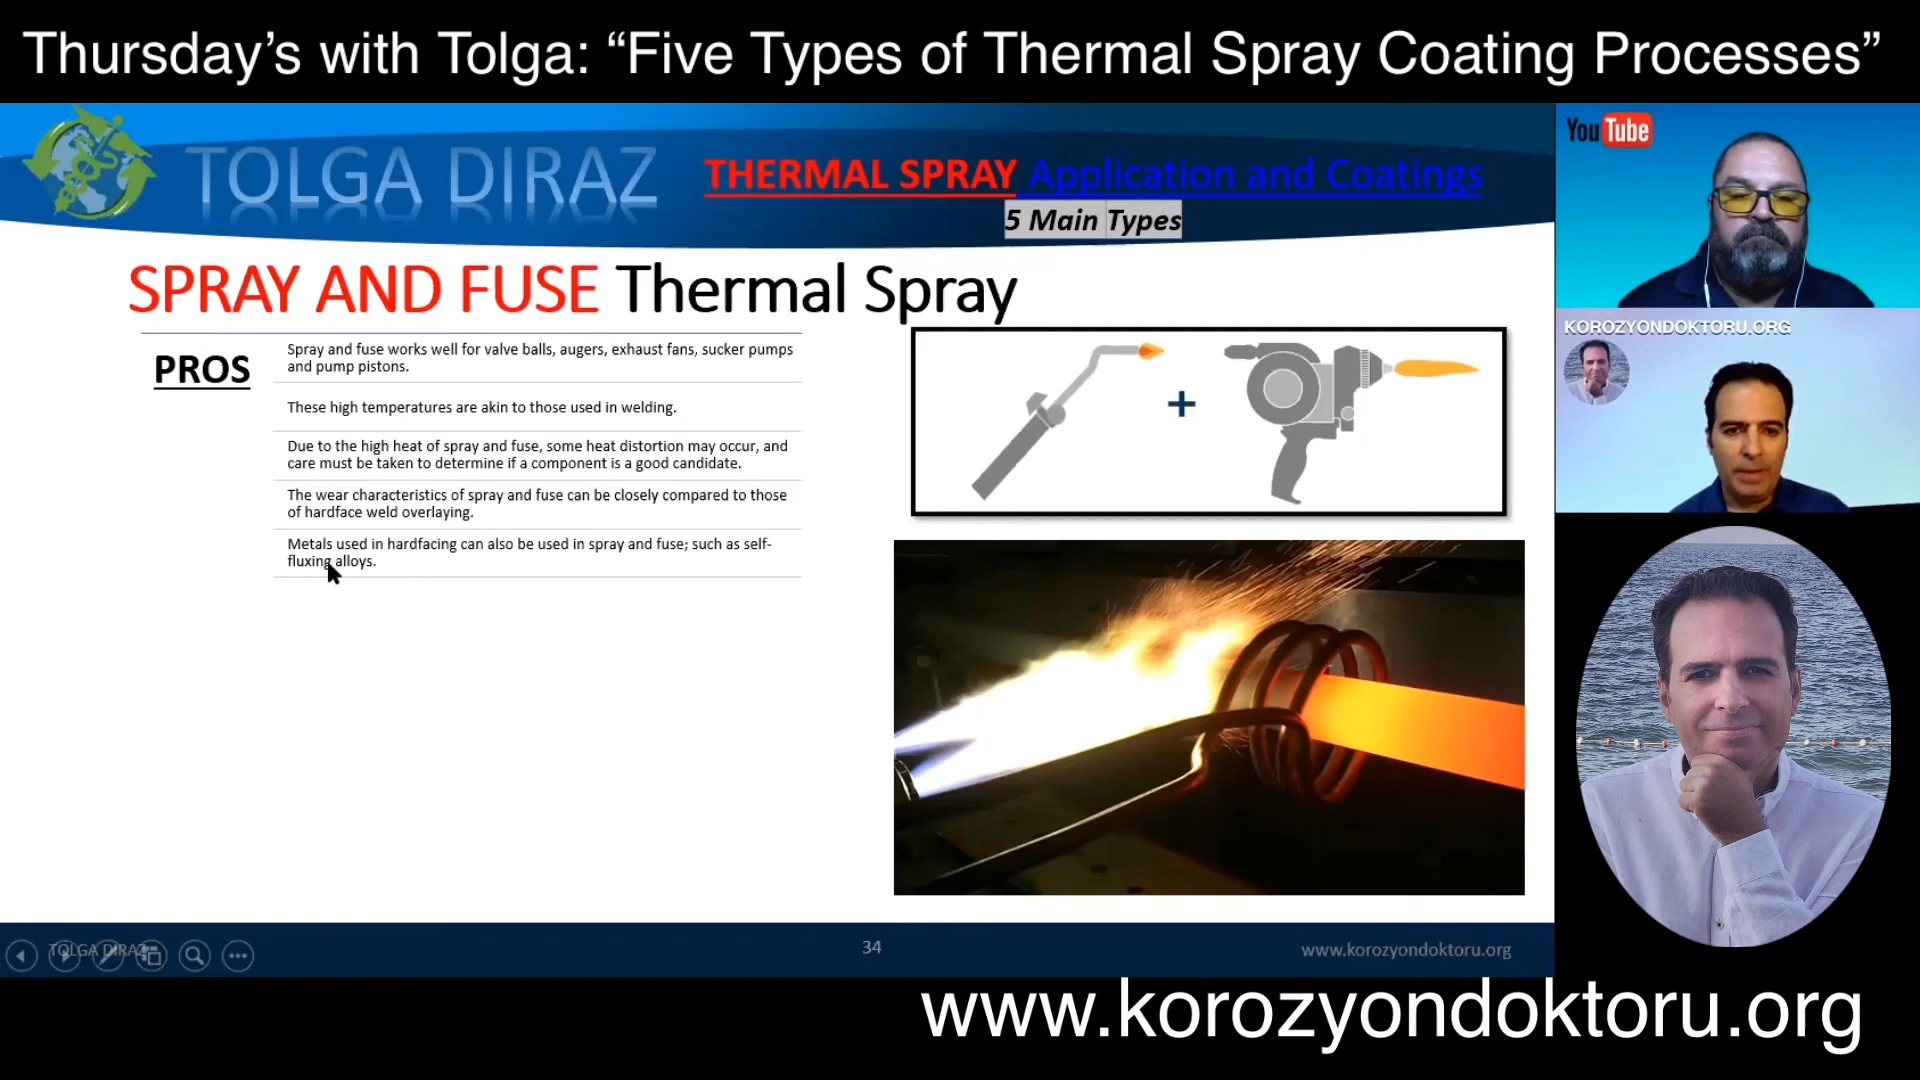 Thursday’s with Tolga: “Five Types of Thermal Spray Coating Processes”
TOLGA DIRAZ
THERMAL SPRAY Application and Coatings
5 Main Types
YouTube
KOROZYONDOKTORU.ORG
SPRAY AND FUSE Thermal Spray
PROS
Spray and fuse works well for valve balls, augers, exhaust fans, sucker pumps
and pump pistons.
These high temperatures are akin to those used in welding.
Due to the high heat of spray and fuse, some heat distortion may occur, and
care must be taken to determine if a component is a good candidate.
The wear characteristics of spray and fuse can be closely compared to those
of hardface weld overlaying.
Metals used in hardfacing can also be used in spray and fuse; such as self-
fluxing alloys.
+
TOLGA DIRAZ
34
www.korozyondoktoru.org
www.korozyondoktoru.org